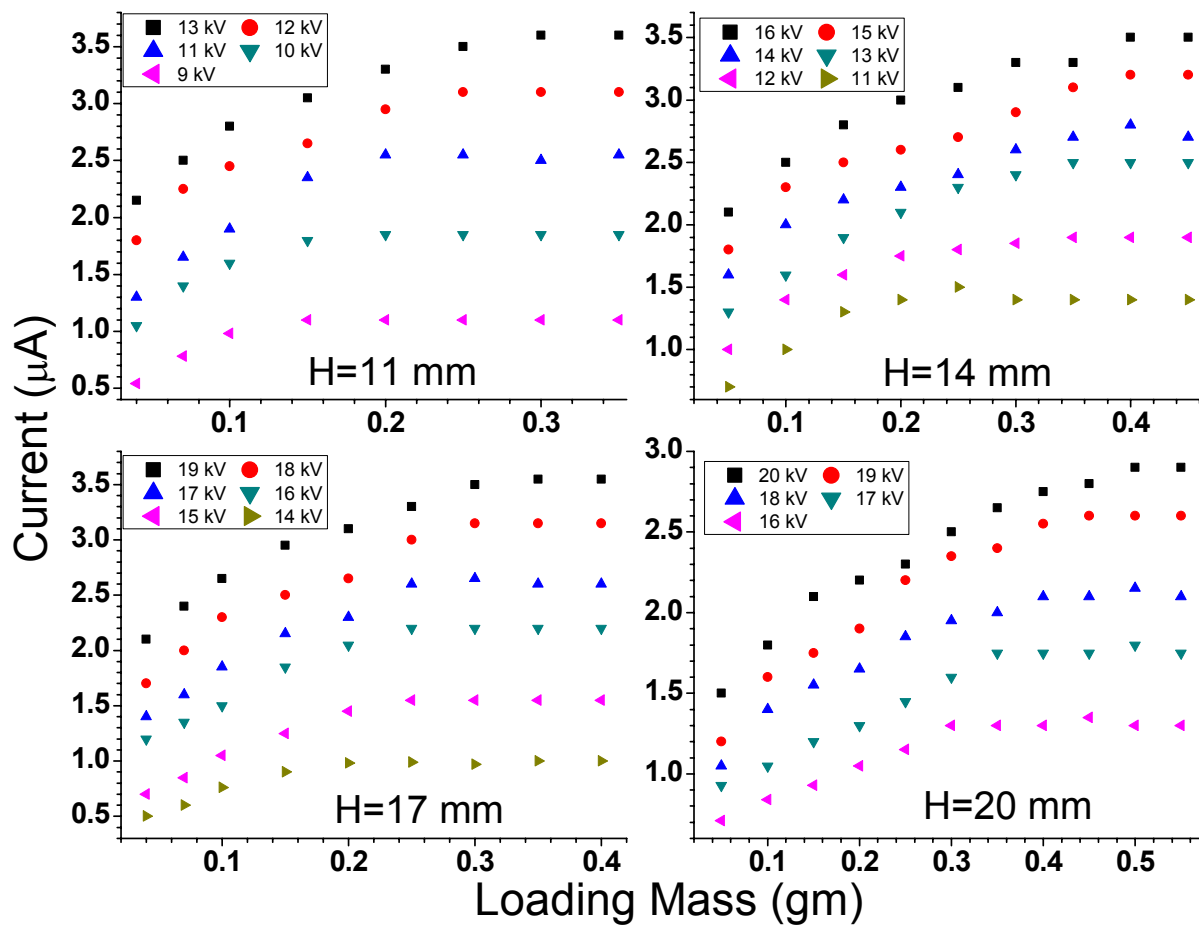 Current (μA)
13 kV 12 kV
11 kV 10 kV
9 kV
3.5
3.0
2.5
2.0
1.5
1.0
0.5
H=11 mm
0.1 0.2 0.3
16 kV 15 kV
14 kV 13 kV
12 kV 11 kV
3.5
3.0
2.5
2.0
1.5
1.0
H=14 mm
0.1 0.2 0.3 0.4
19 kV 18 kV
17 kV 16 kV
15 kV 14 kV
3.5
3.0
2.5
2.0
1.5
1.0
0.5
H=17 mm
0.1 0.2 0.3 0.4
20 kV 19 kV
18 kV 17 kV
16 kV
3.0
2.5
2.0
1.5
1.0
H=20 mm
0.1 0.2 0.3 0.4 0.5
Loading Mass (gm)